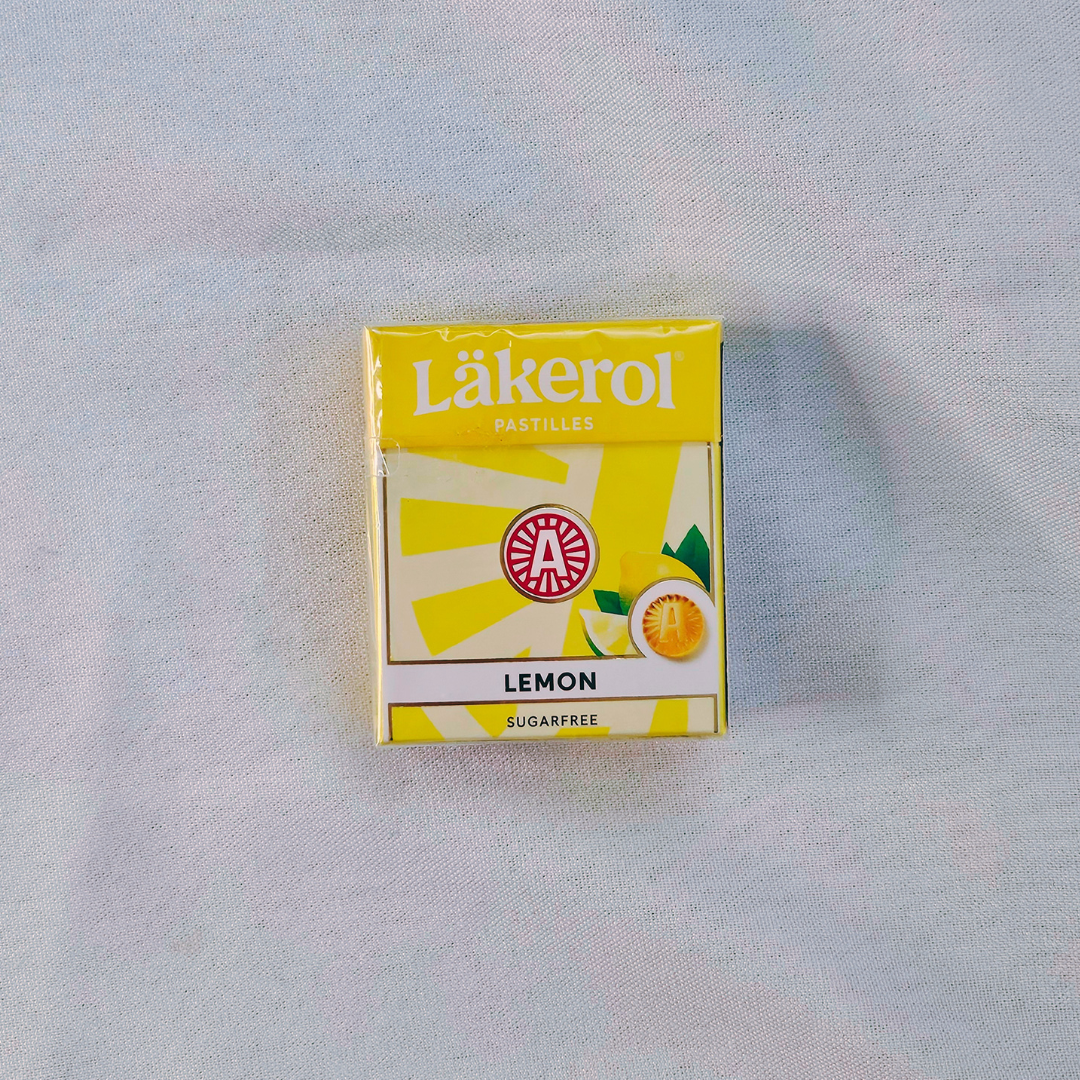 Läkerol®
PASTILLES
A
A
LEMON
SUGARFREE